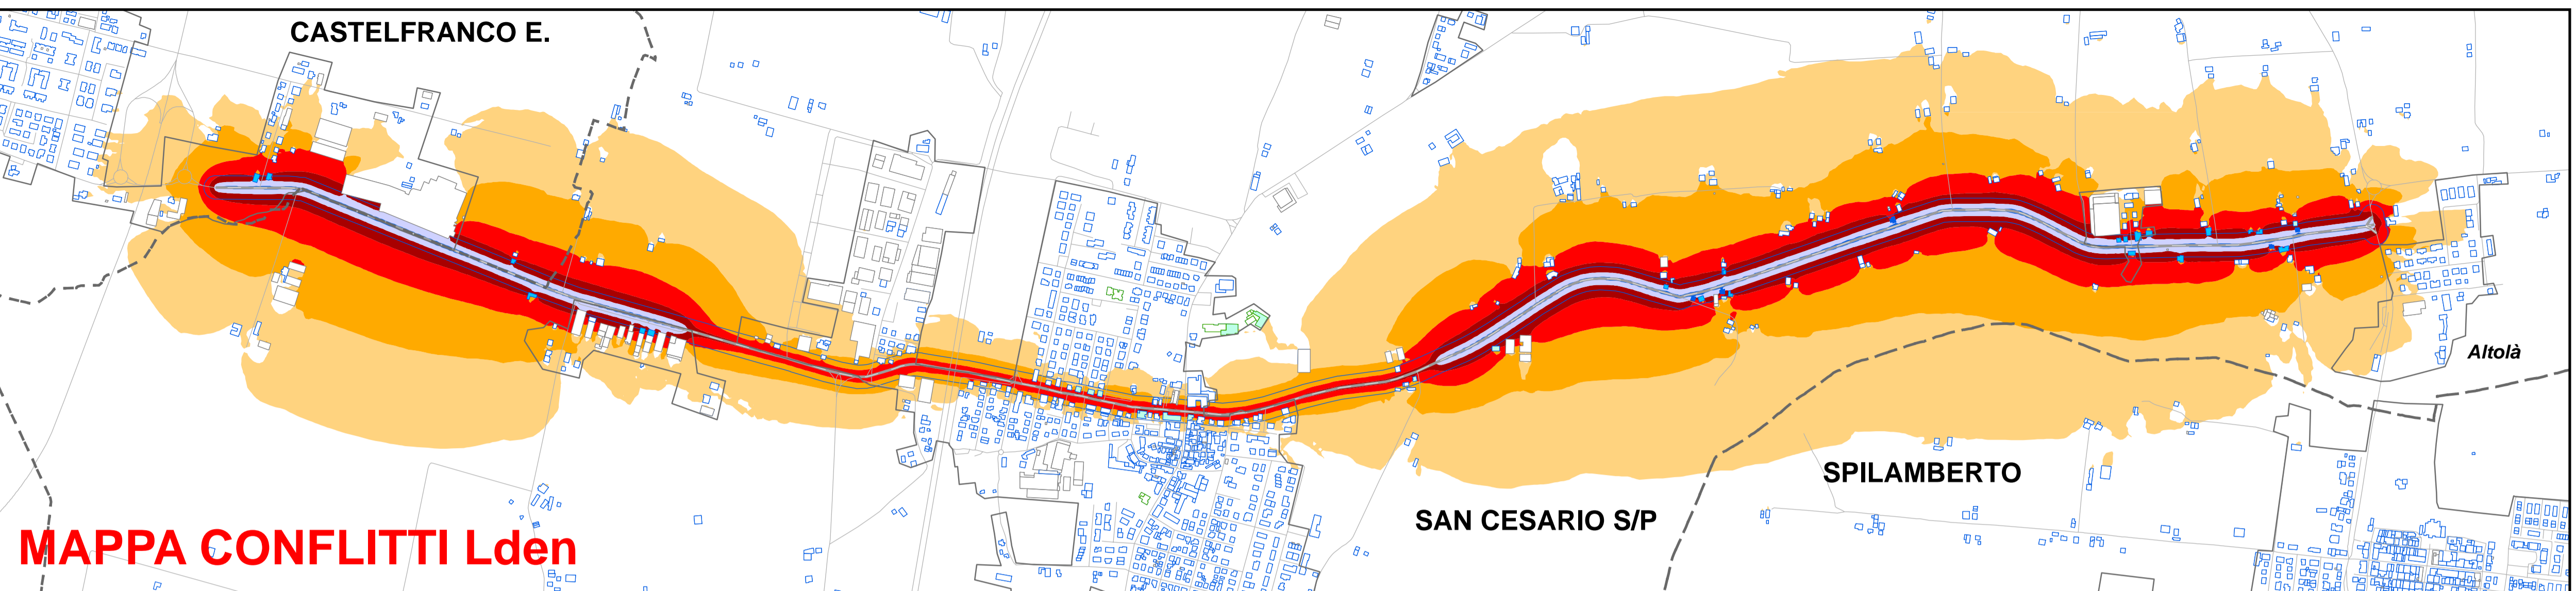 CASTELFRANCO E.
Altolà
SPILAMBERTO
SAN CESARIO S/P
MAPPA CONFLITTI Lden